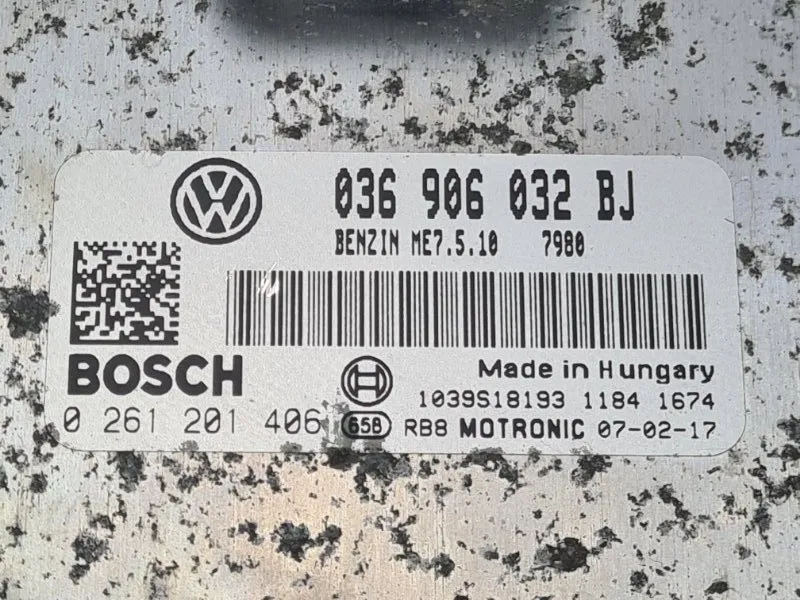 036 906 032 BJ
BENZIN ME7.5.10 7980
BOSCH
Made in Hungary
1039S18193 1184 1674
0 261 201 406 658 RB8 MOTRONIC 07-02-17